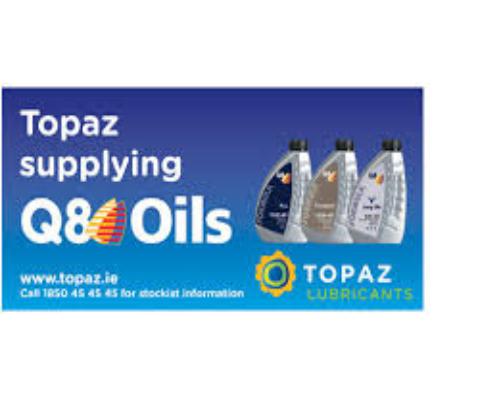 Topaz
supplying
Q8 Oils
www.topaz.ie
Call 1850 45 45 45 for stockist information
TOPAZ
LUBRICANTS